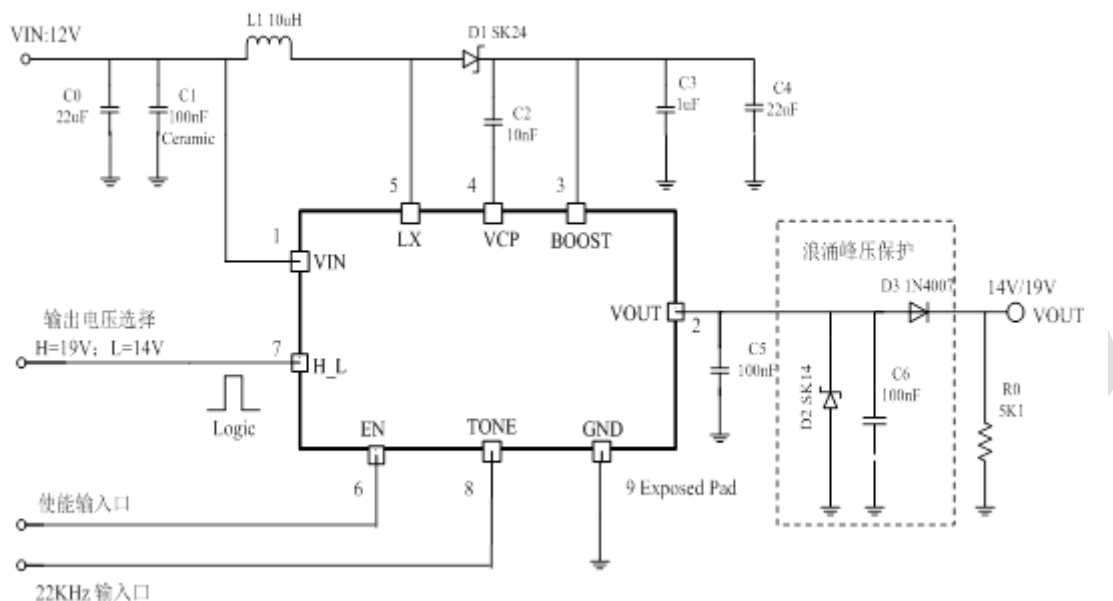 VIN:12V
L1 10uH
D1 SK24
C0
22uF
C1
100nF
Ceramic
C2
10nF
C3
1uF
C4
22uF
5
4
3
LX
VCP
BOOST
1
VIN
输出电压选择
H=19V；L=14V
7
H_L
Logic
VOUT
2
浪涌峰压保护
D3 1N4007
14V/19V
VOUT
C5
100nF
D2 SK14
C6
100nF
R0
5K1
EN
TONE
GND
6
8
9 Exposed Pad
使能输入口
22KHz 输入口